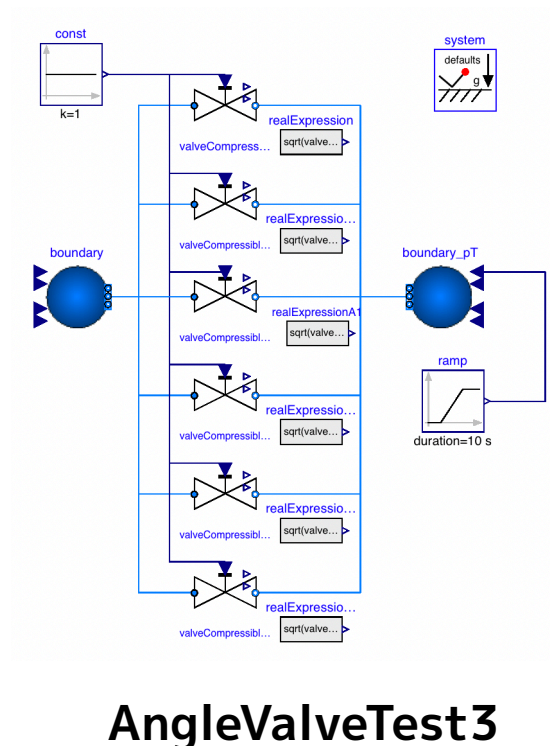 const
system
defaults
g
k=1
realExpression
sqrt(valve...
valveCompress...
realExpressio...
sqrt(valve...
valveCompressibl...
boundary
boundary_pT
realExpressionA1
sqrt(valve...
valveCompressibl...
ramp
realExpressio...
sqrt(valve...
valveCompressibl...
duration=10 s
realExpressio...
sqrt(valve...
valveCompressibl...
realExpressio...
sqrt(valve...
valveCompressibl...
AngleValveTest3